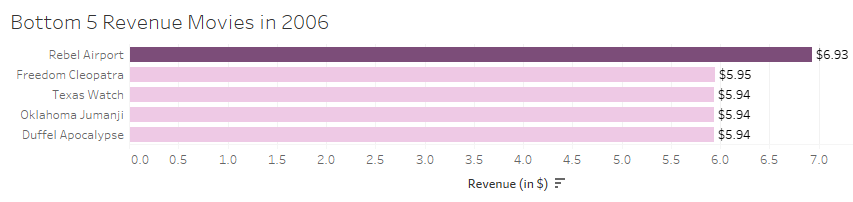 Bottom 5 Revenue Movies in 2006
Rebel Airport $6.93
Freedom Cleopatra $5.95
Texas Watch $5.94
Oklahoma Jumanji $5.94
Duffel Apocalypse $5.94
0.0 0.5 1.0 1.5 2.0 2.5 3.0 3.5 4.0 4.5 5.0 5.5 6.0 6.5 7.0
Revenue (in $)